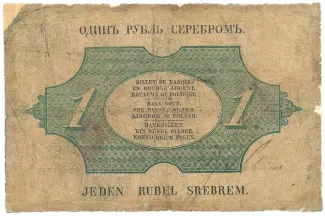 ОДИНЪ РУБЛЬ СЕРЕБРОМЪ.
BILLET DE BANQUE
UN ROUBLE ARGENT.
ROYAUME DE POLOGNE.
BANK-NOTE.
ONE ROUBLE SILVER.
KINGDOM OF POLAND.
BANKBILLET
EIN RUBEL SILBER.
KOENIGREICH POLEN.
1 1
JEDEN RUBEL SREBREM.